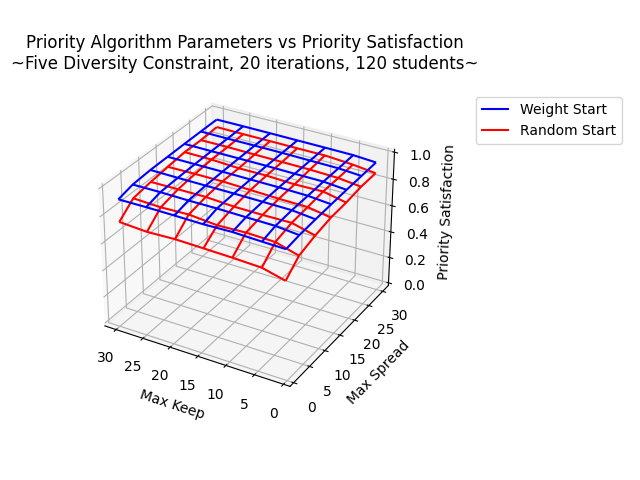 Priority Algorithm Parameters vs Priority Satisfaction
~Five Diversity Constraint, 20 iterations, 120 students~
Weight Start
Random Start
1.0
0.8
0.6
0.4
0.2
0.0
Priority Satisfaction
30
25
20
15
10
5
0
Max Keep
30
25
20
15
10
5
0
Max Spread